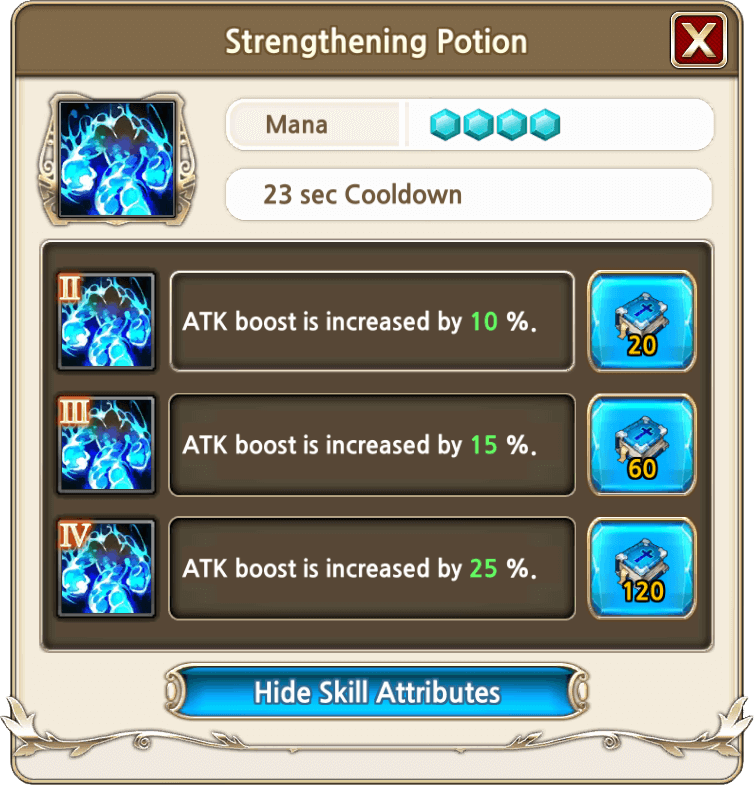 Strengthening Potion
X
Mana
23 sec Cooldown
II
ATK boost is increased by 10 %.
20
III
ATK boost is increased by 15 %.
60
IV
ATK boost is increased by 25 %.
120
Hide Skill Attributes